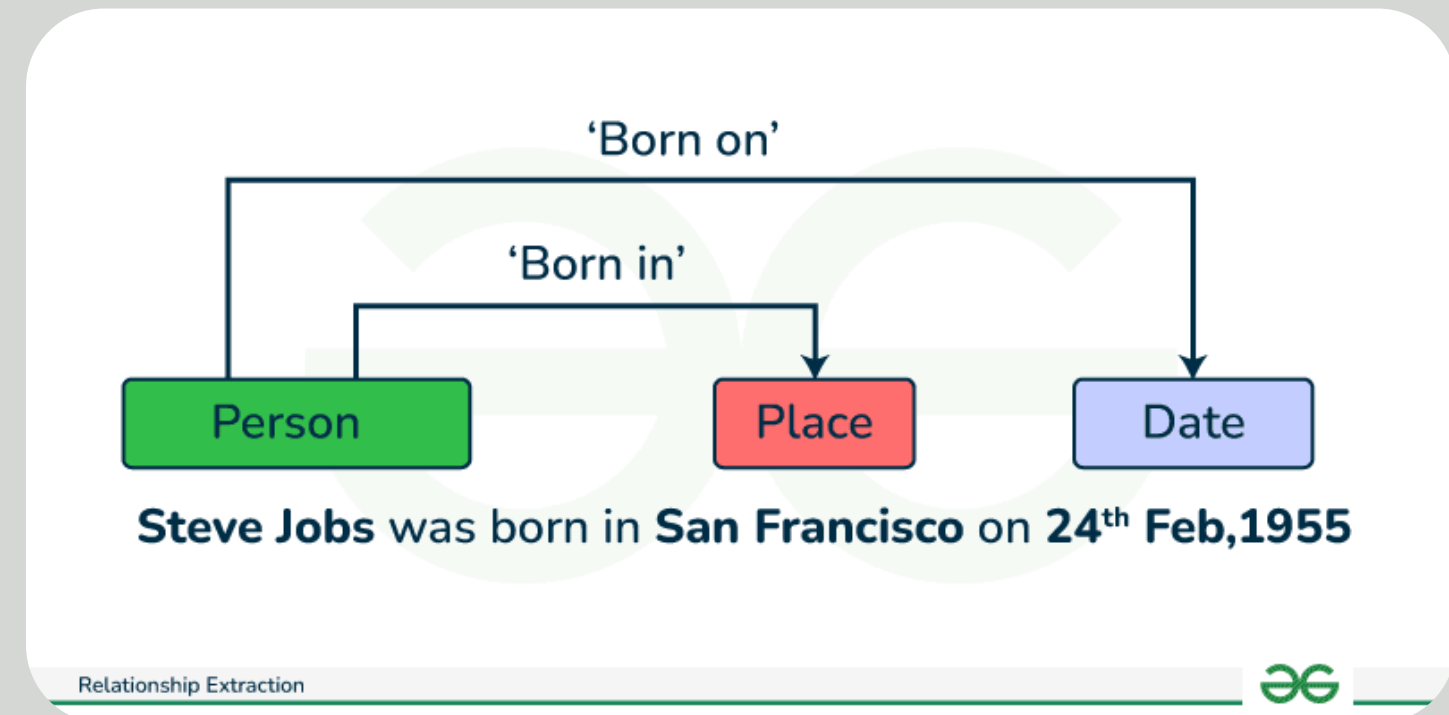 ‘Born on’
‘Born in’
Person Place Date
Steve Jobs was born in San Francisco on 24th Feb,1955
Relationship Extraction